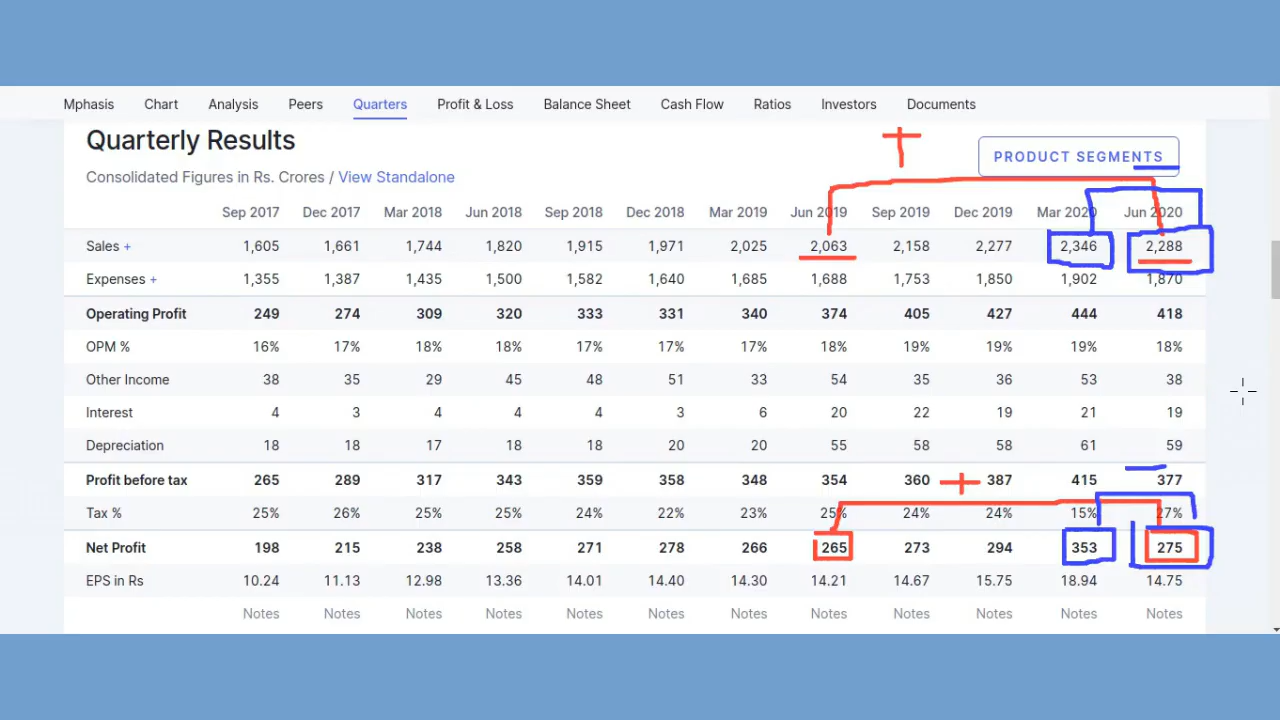 Mphasis Chart Analysis Peers Quarters Profit & Loss Balance Sheet Cash Flow Ratios Investors Documents
Quarterly Results
PRODUCT SEGMENTS
Consolidated Figures in Rs. Crores / View Standalone
Sep 2017 Dec 2017 Mar 2018 Jun 2018 Sep 2018 Dec 2018 Mar 2019 Jun 2019 Sep 2019 Dec 2019 Mar 2020 Jun 2020
Sales + 1,605 1,661 1,744 1,820 1,915 1,971 2,025 2,063 2,158 2,277 2,346 2,288
Expenses + 1,355 1,387 1,435 1,500 1,582 1,640 1,685 1,688 1,753 1,850 1,902 1,870
Operating Profit 249 274 309 320 333 331 340 374 405 427 444 418
OPM % 16% 17% 18% 18% 17% 17% 17% 18% 19% 19% 19% 18%
Other Income 38 35 29 45 48 51 33 54 35 36 53 38
Interest 4 3 4 4 4 3 6 20 22 19 21 19
Depreciation 18 18 17 18 18 20 20 55 58 58 61 59
Profit before tax 265 289 317 343 359 358 348 354 360 387 415 377
Tax % 25% 26% 25% 25% 24% 22% 23% 25% 24% 24% 15% 27%
Net Profit 198 215 238 258 271 278 266 265 273 294 353 275
EPS in Rs 10.24 11.13 12.98 13.36 14.01 14.40 14.30 14.21 14.67 15.75 18.94 14.75
Notes Notes Notes Notes Notes Notes Notes Notes Notes Notes Notes Notes